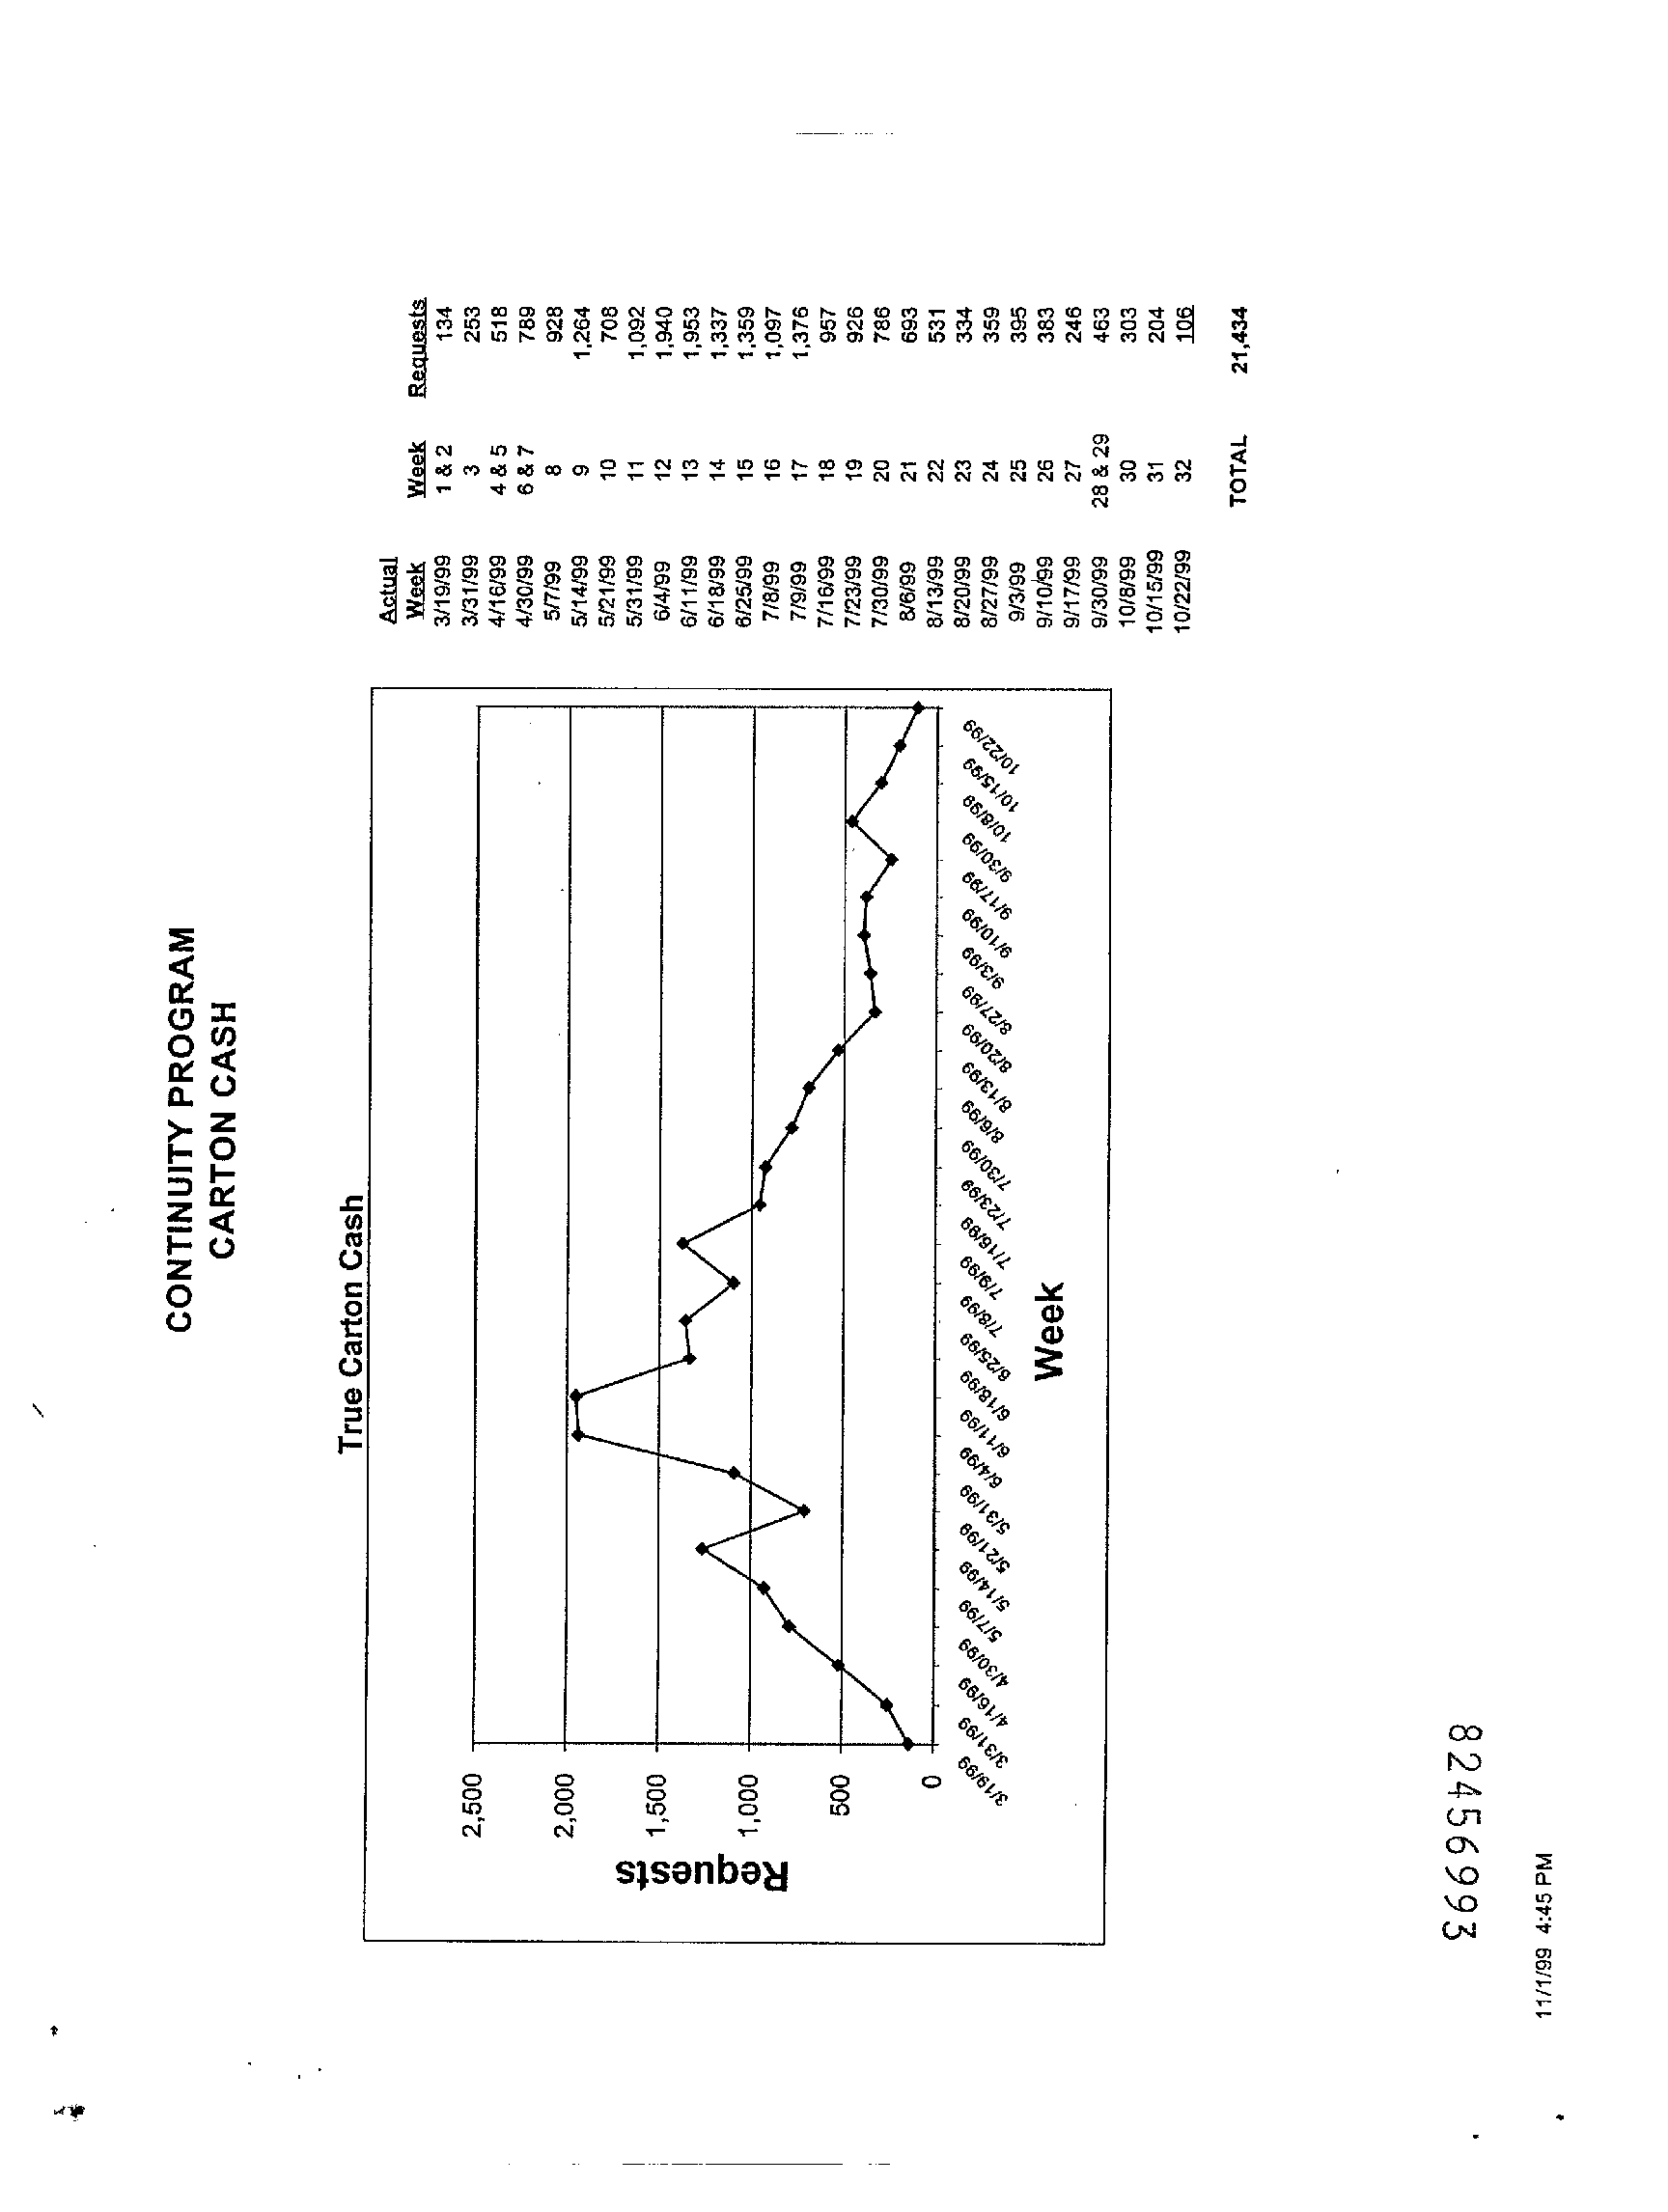 CONTINUITY PROGRAM
CARTON CASH
True Carton Cash
Requests
2,500
2,000
1,500
1,000
500
0
3/19/99
3/31/99
4/16/99
4/30/99
5/7/99
5/14/99
5/21/99
5/31/99
6/4/99
6/11/99
6/18/99
6/25/99
7/8/99
7/9/99
7/16/99
7/23/99
7/30/99
8/6/99
8/13/99
8/20/99
8/27/99
9/3/99
9/10/99
9/17/99
9/30/99
10/8/99
10/15/99
10/22/99
Week
Actual
Week Week Requests
3/19/99 1 & 2 134
3/31/99 3 253
4/16/99 4 & 5 518
4/30/99 6 & 7 789
5/7/99 8 928
5/14/99 9 1,264
5/21/99 10 708
5/31/99 11 1,092
6/4/99 12 1,940
6/11/99 13 1,953
6/18/99 14 1,337
6/25/99 15 1,359
7/8/99 16 1,097
7/9/99 17 1,376
7/16/99 18 957
7/23/99 19 926
7/30/99 20 786
8/6/99 21 693
8/13/99 22 531
8/20/99 23 334
8/27/99 24 359
9/3/99 25 395
9/10/99 26 383
9/17/99 27 246
9/30/99 28 & 29 463
10/8/99 30 303
10/15/99 31 204
10/22/99 32 106
TOTAL 21,434
82456993
11/1/99 4:45 PM